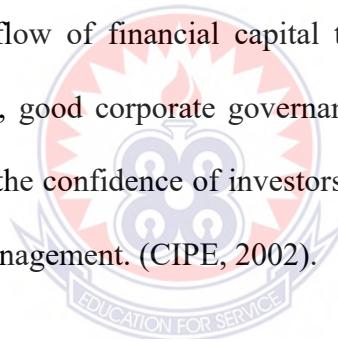 flow of financial capital t
, good corporate governan
the confidence of investors
nagement. (CIPE, 2002).
EDUCATION FOR SERVICE